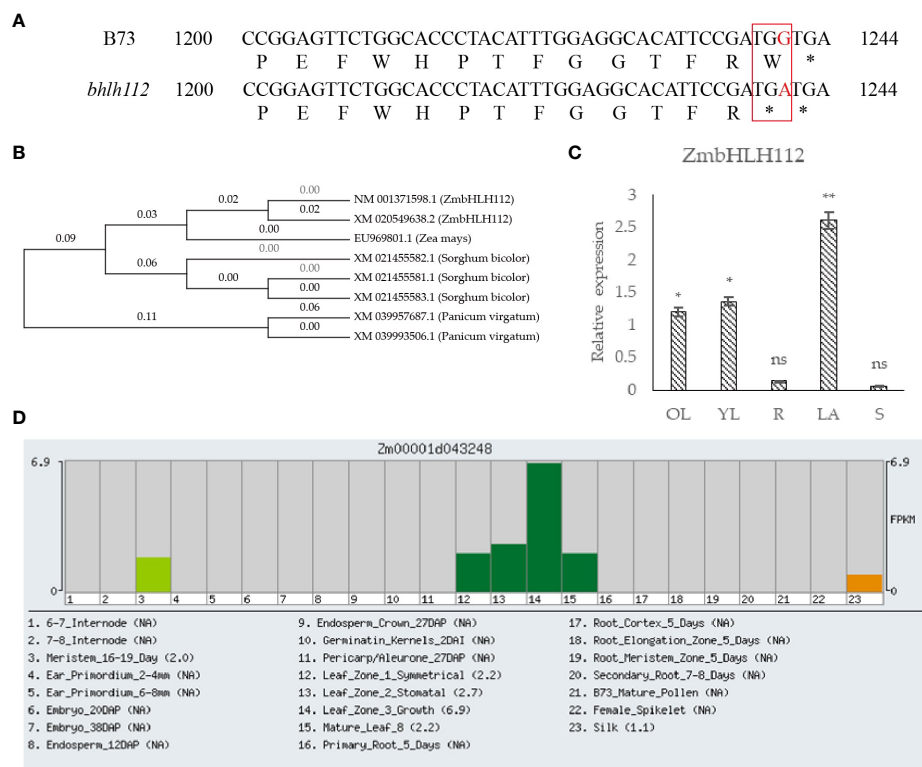 A
B73 1200 CCGGAGTTCTGGCACCCTACATTTGGAGGCACATTCCGATGGTGA 1244
P E F W H P T F G G T F R W *
bhlh112 1200 CCGGAGTTCTGGCACCCTACATTTGGAGGCACATTCCGATGATGA 1244
P E F W H P T F G G T F R * *
B
0.09
0.03
0.02
0.00
NM 001371598.1 (ZmbHLH112)
0.02
XM 020549638.2 (ZmbHLH112)
0.00
EU969801.1 (Zea mays)
0.06
0.00
XM 021455582.1 (Sorghum bicolor)
0.00
0.00
XM 021455581.1 (Sorghum bicolor)
0.00
XM 021455583.1 (Sorghum bicolor)
0.11
0.06
XM 039957687.1 (Panicum virgatum)
0.00
XM 039993506.1 (Panicum virgatum)
C
ZmbHLH112
Relative expression
3
2.5
2
1.5
1
0.5
0
* * ns ** ns
OL YL R LA S
D
Zm00001d043248
6.9 6.9
FPKM
0 0
1 2 3 4 5 6 7 8 9 10 11 12 13 14 15 16 17 18 19 20 21 22 23
1. 6-7_Internode (NA)
2. 7-8_Internode (NA)
3. Meristem_16-19_Day (2.0)
4. Ear_Primordium_2-4mm (NA)
5. Ear_Primordium_6-8mm (NA)
6. Embryo_20DAP (NA)
7. Embryo_38DAP (NA)
8. Endosperm_12DAP (NA)
9. Endosperm_Crown_27DAP (NA)
10. Germinatin_Kernels_2DAI (NA)
11. Pericarp/Aleurone_27DAP (NA)
12. Leaf_Zone_1_Symmetrical (2.2)
13. Leaf_Zone_2_Stomatal (2.7)
14. Leaf_Zone_3_Growth (6.9)
15. Mature_Leaf_8 (2.2)
16. Primary_Root_5_Days (NA)
17. Root_Cortex_5_Days (NA)
18. Root_Elongation_Zone_5_Days (NA)
19. Root_Meristem_Zone_5_Days (NA)
20. Secondary_Root_7-8_Days (NA)
21. B73_Mature_Pollen (NA)
22. Female_Spikelet (NA)
23. Silk (1.1)